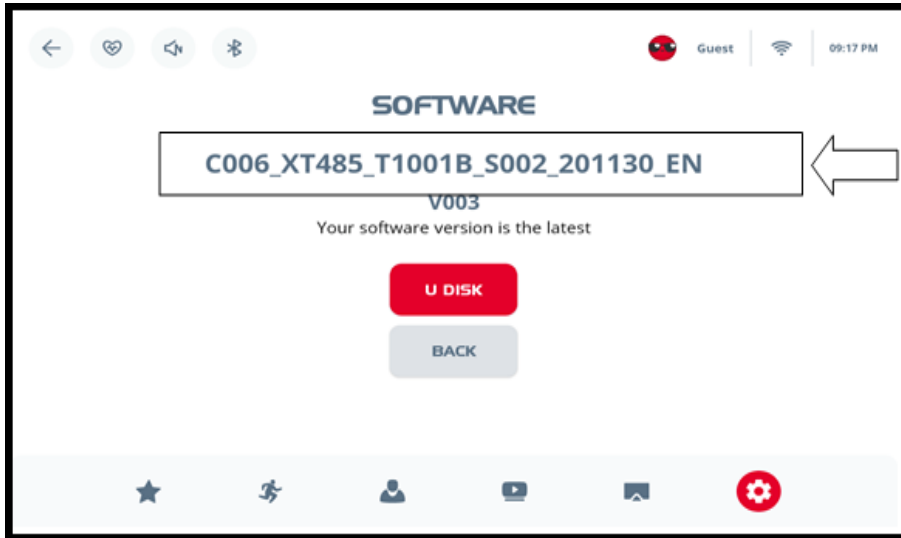 Guest 09:17 PM
SOFTWARE
C006_XT485_T1001B_S002_201130_EN
V003
Your software version is the latest
U DISK
BACK